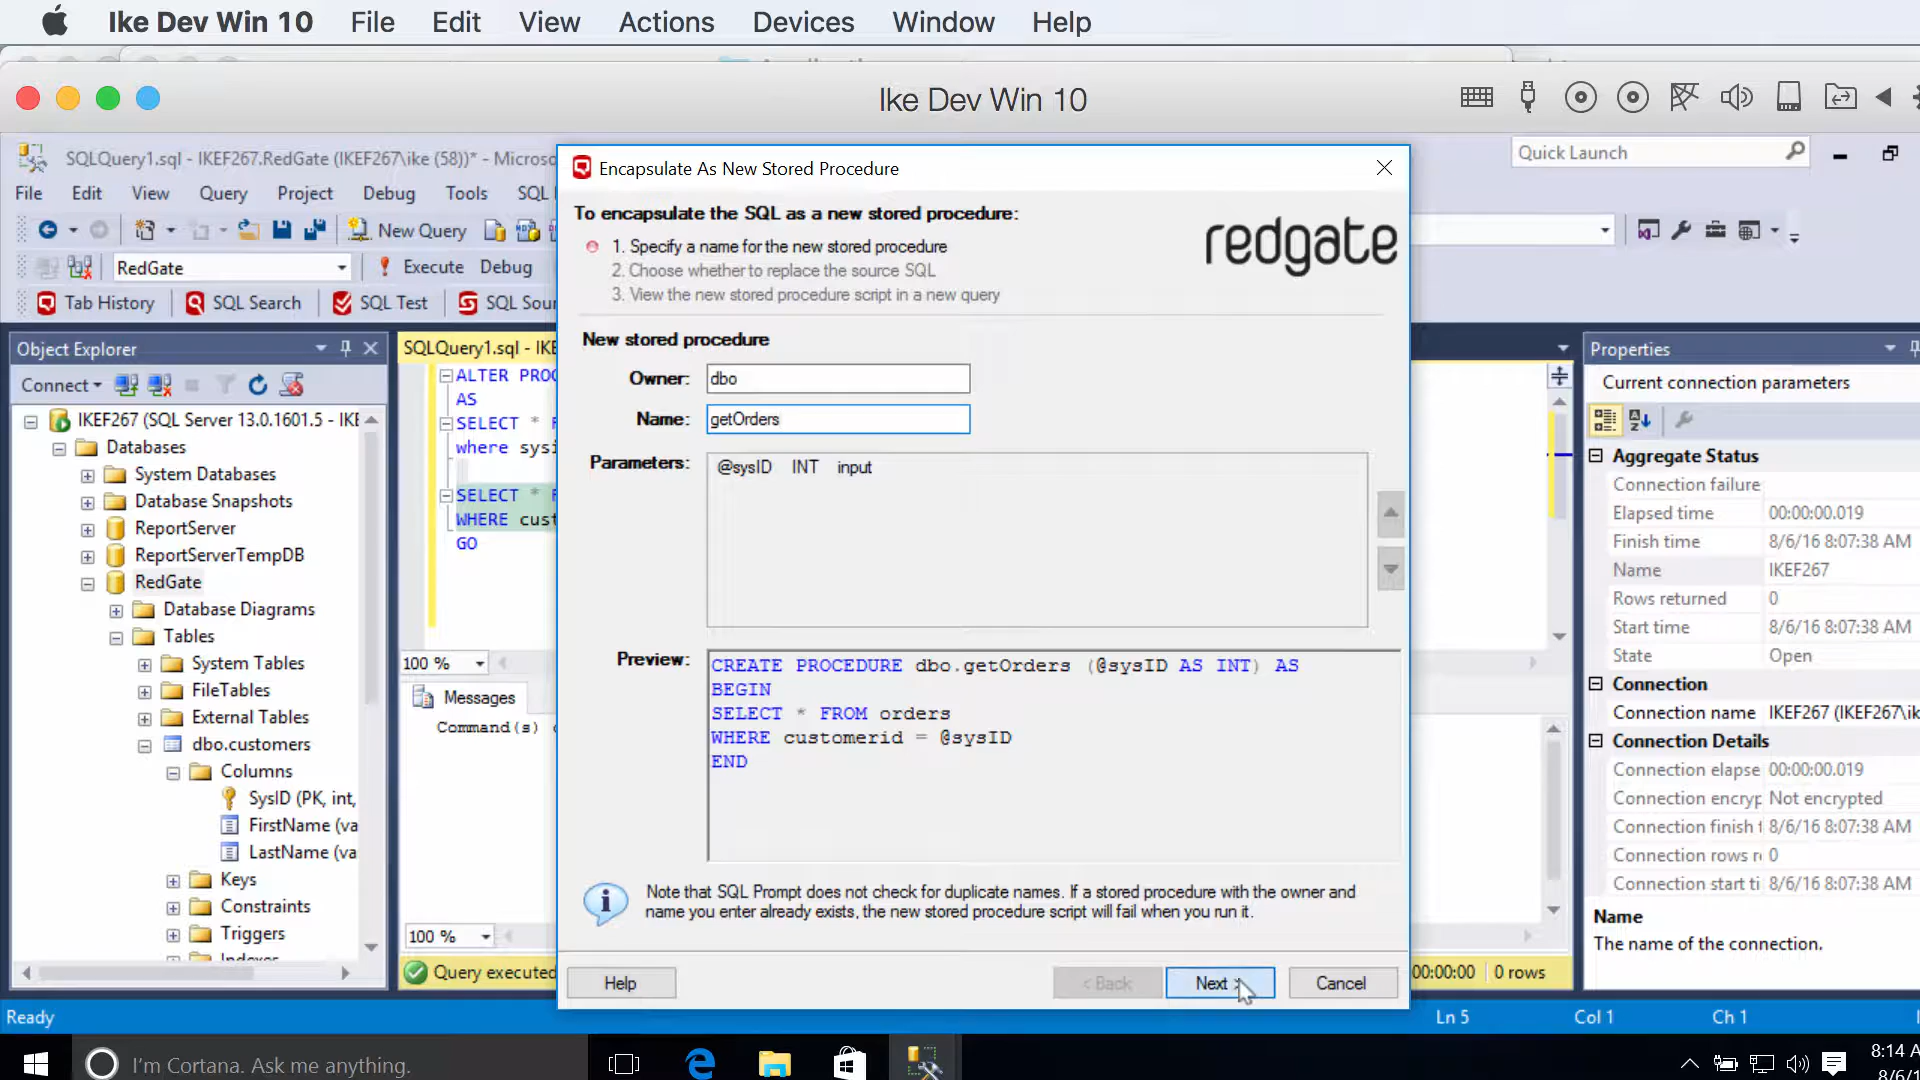 Ike Dev Win 10 File Edit View Actions Devices Window Help
Ike Dev Win 10
SQLQuery1.sql - IKEF267.RedGate (IKEF267\ike (58))* - Microso
Quick Launch
File Edit View Query Project Debug Tools SQL
New Query
RedGate
Execute Debug
Tab History SQL Search SQL Test SQL Sour
Object Explorer
Connect
IKEF267 (SQL Server 13.0.1601.5 - IKE
Databases
System Databases
Database Snapshots
ReportServer
ReportServerTempDB
RedGate
Database Diagrams
Tables
System Tables
FileTables
External Tables
dbo.customers
Columns
SysID (PK, int,
FirstName (va
LastName (va
Keys
Constraints
Triggers
SQLQuery1.sql - IKE
ALTER PROC
AS
SELECT * F
where sysi
SELECT * F
WHERE cust
GO
100 %
Messages
Command(s)
100 %
Query executed
Encapsulate As New Stored Procedure
To encapsulate the SQL as a new stored procedure:
1. Specify a name for the new stored procedure
2. Choose whether to replace the source SQL
3. View the new stored procedure script in a new query
redgate
New stored procedure
Owner: dbo
Name: getOrders
Parameters: @sysID INT input
Preview:
CREATE PROCEDURE dbo.getOrders (@sysID AS INT) AS
BEGIN
SELECT * FROM orders
WHERE customerid = @sysID
END
Note that SQL Prompt does not check for duplicate names. If a stored procedure with the owner and
name you enter already exists, the new stored procedure script will fail when you run it.
Help < Back Next > Cancel
00:00:00 0 rows
Properties
Current connection parameters
Aggregate Status
Connection failure
Elapsed time 00:00:00.019
Finish time 8/6/16 8:07:38 AM
Name IKEF267
Rows returned 0
Start time 8/6/16 8:07:38 AM
State Open
Connection
Connection name IKEF267 (IKEF267\ik
Connection Details
Connection elapse 00:00:00.019
Connection encryp Not encrypted
Connection finish t 8/6/16 8:07:38 AM
Connection rows r 0
Connection start ti 8/6/16 8:07:38 AM
Name
The name of the connection.
Ready Ln 5 Col 1 Ch 1
I'm Cortana. Ask me anything.
8:14 A
8/6/1